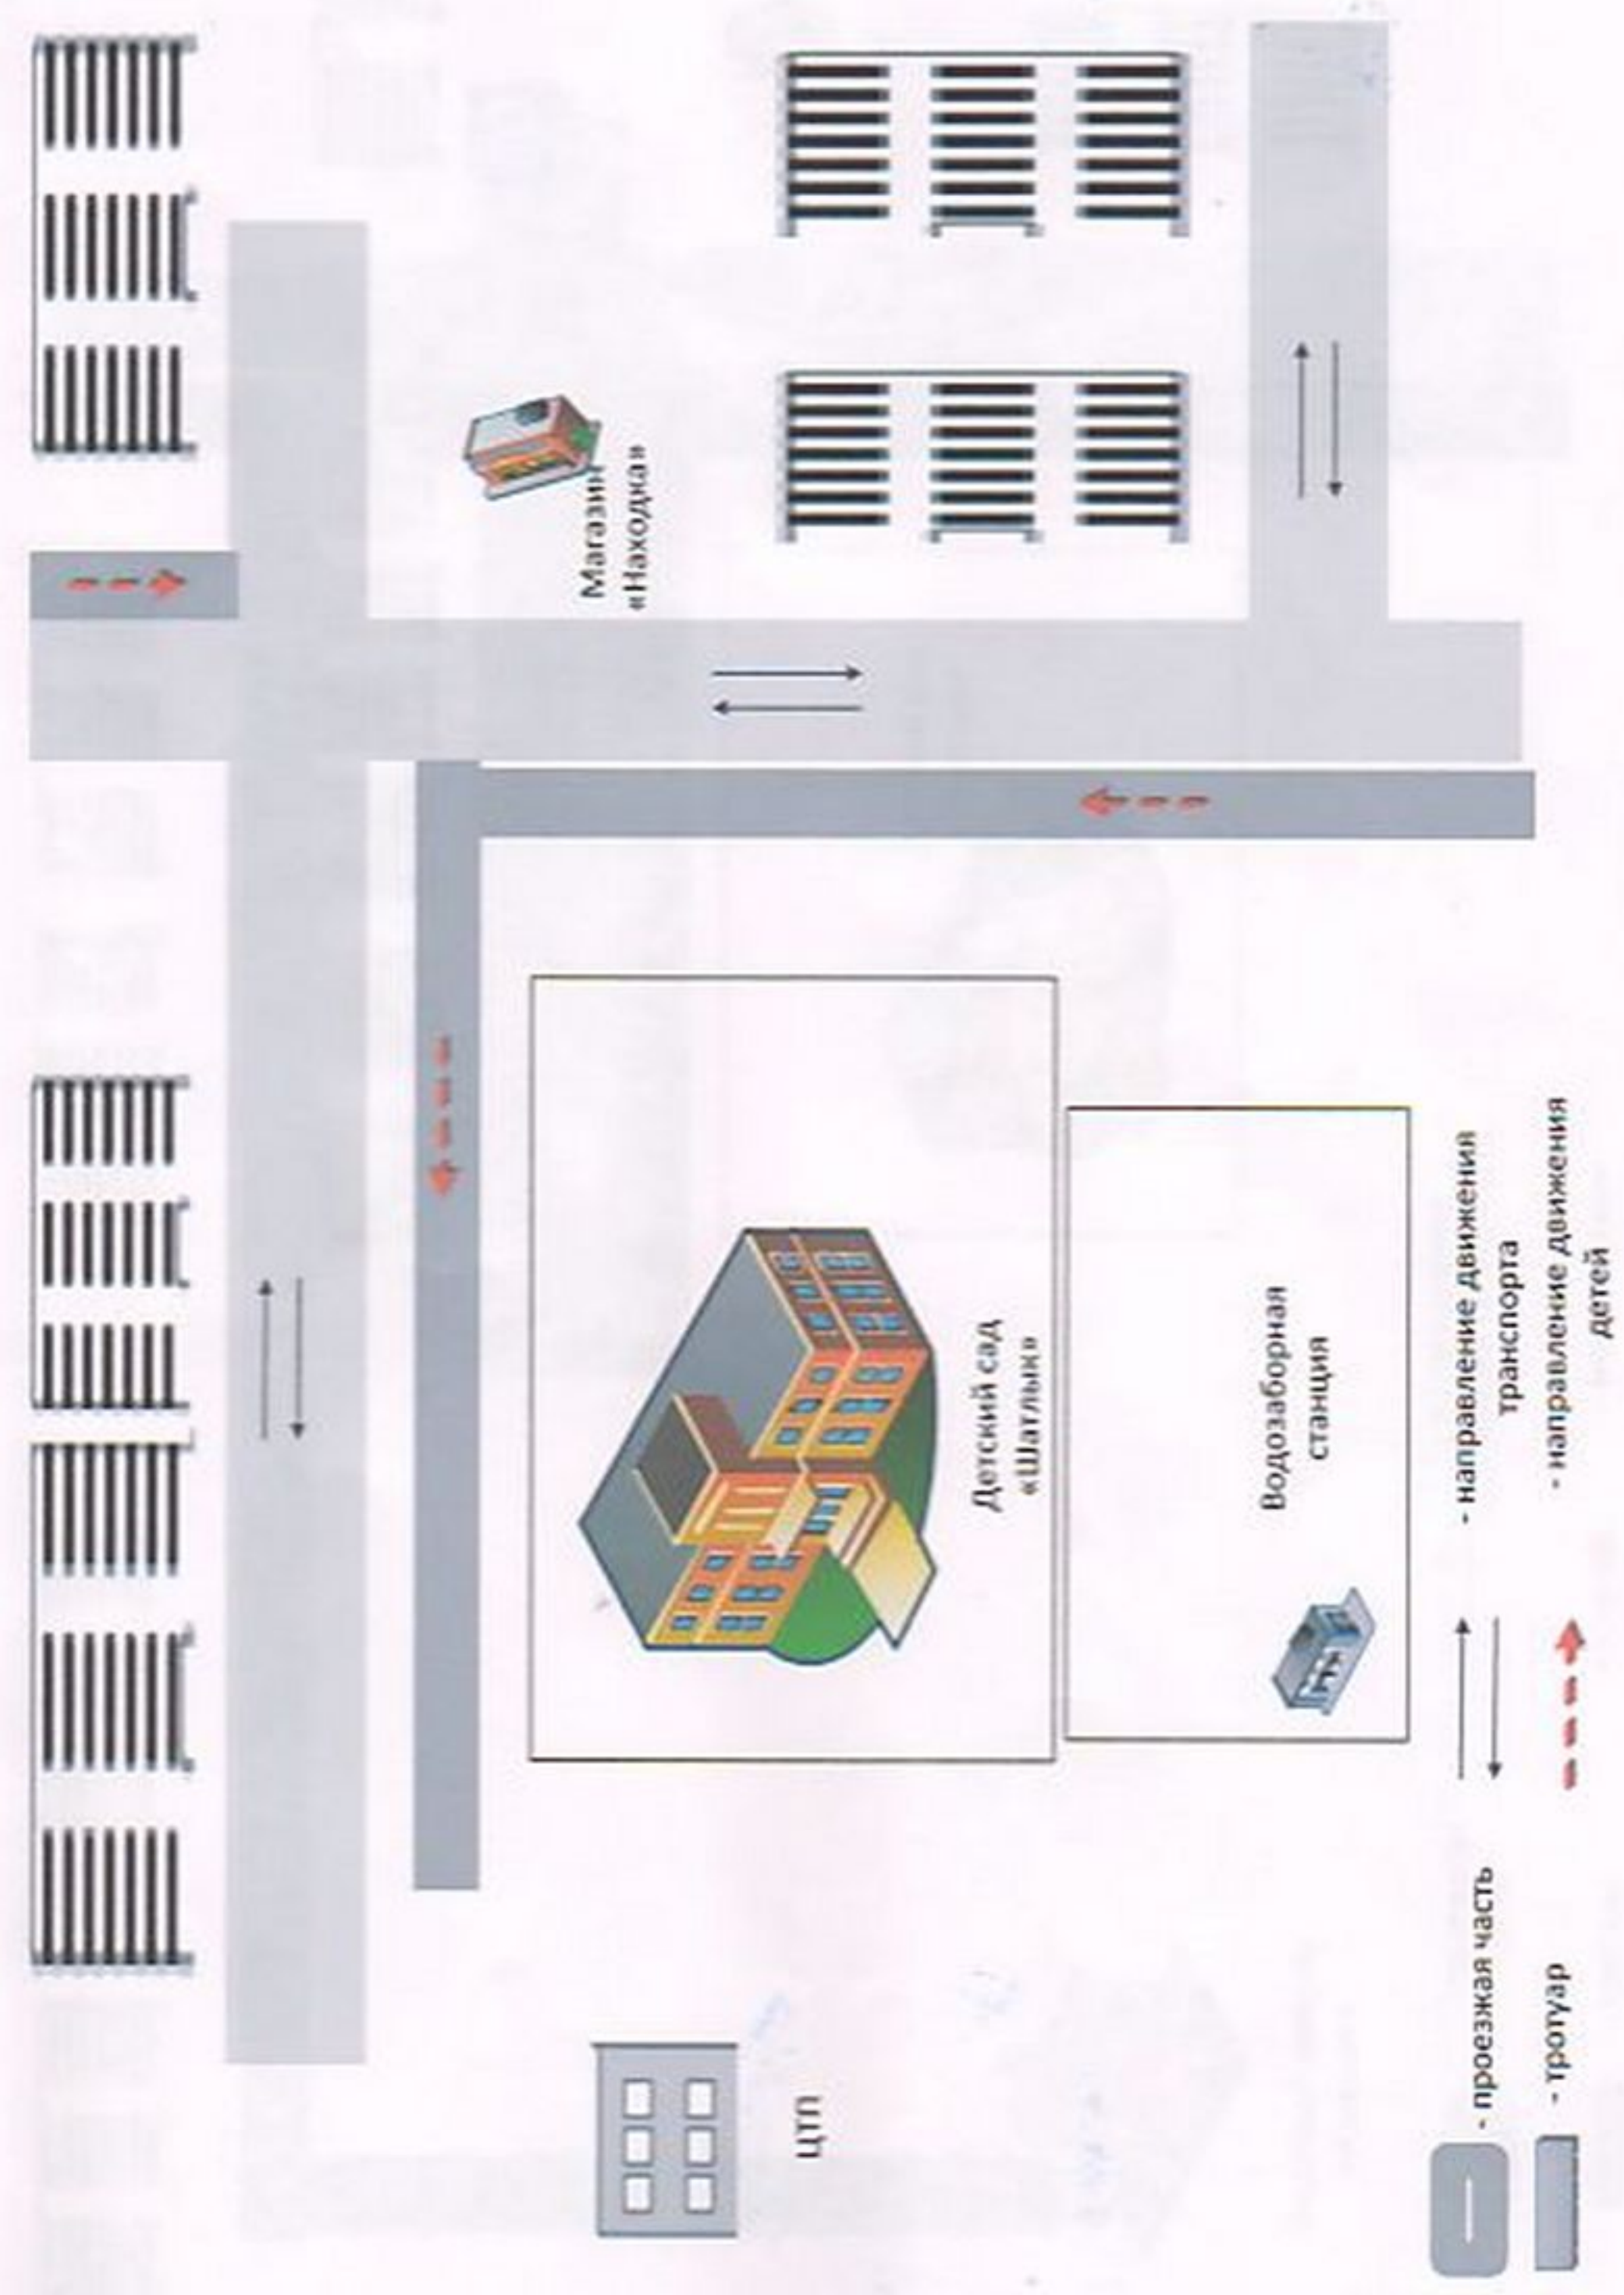 Магазин
«Находка»
Детский сад
«Шатлык»
Водозаборная
станция
ЦТП
- проезжая часть
- направление движения
транспорта
- тротуар
- направление движения
детей